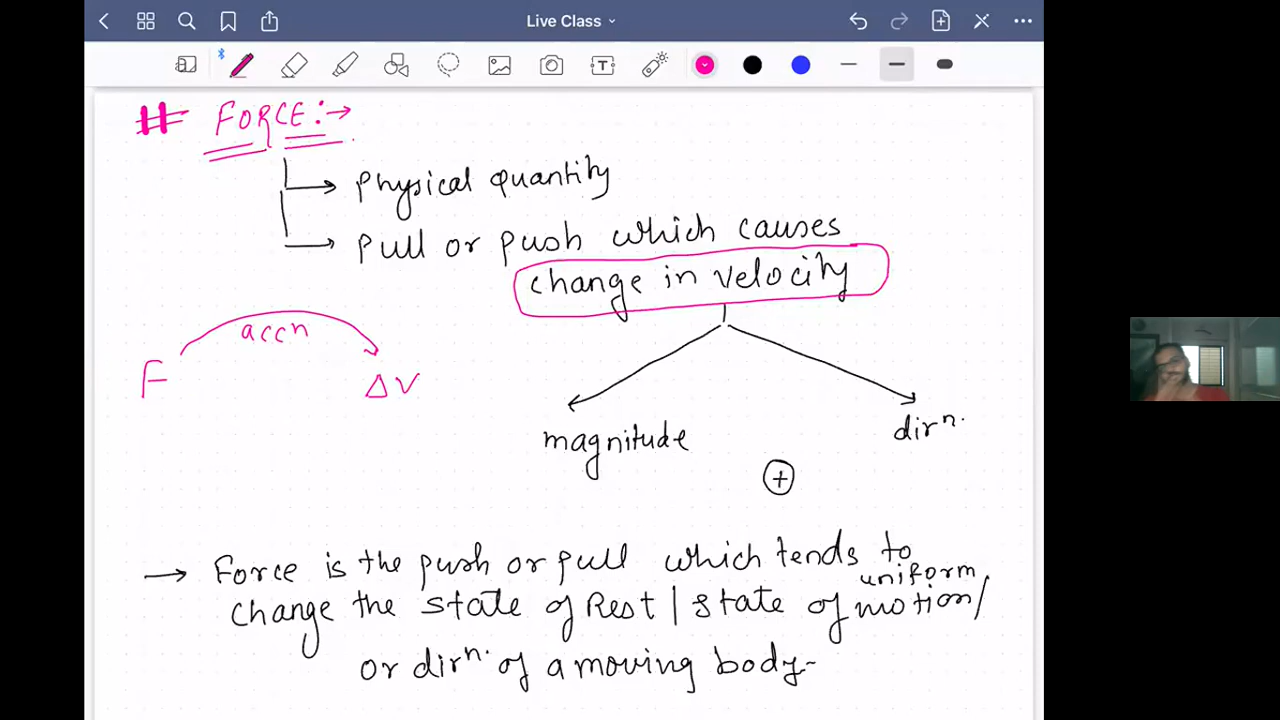 Live Class
# FORCE :→
→ Physical quantity
→ Pull or push which causes
change in velocity
accn
F ΔV
magnitude dirⁿ.
⊕
→ Force is the push or pull which tends to
uniform
change the state of Rest / state of motion/
or dirⁿ. of a moving body-